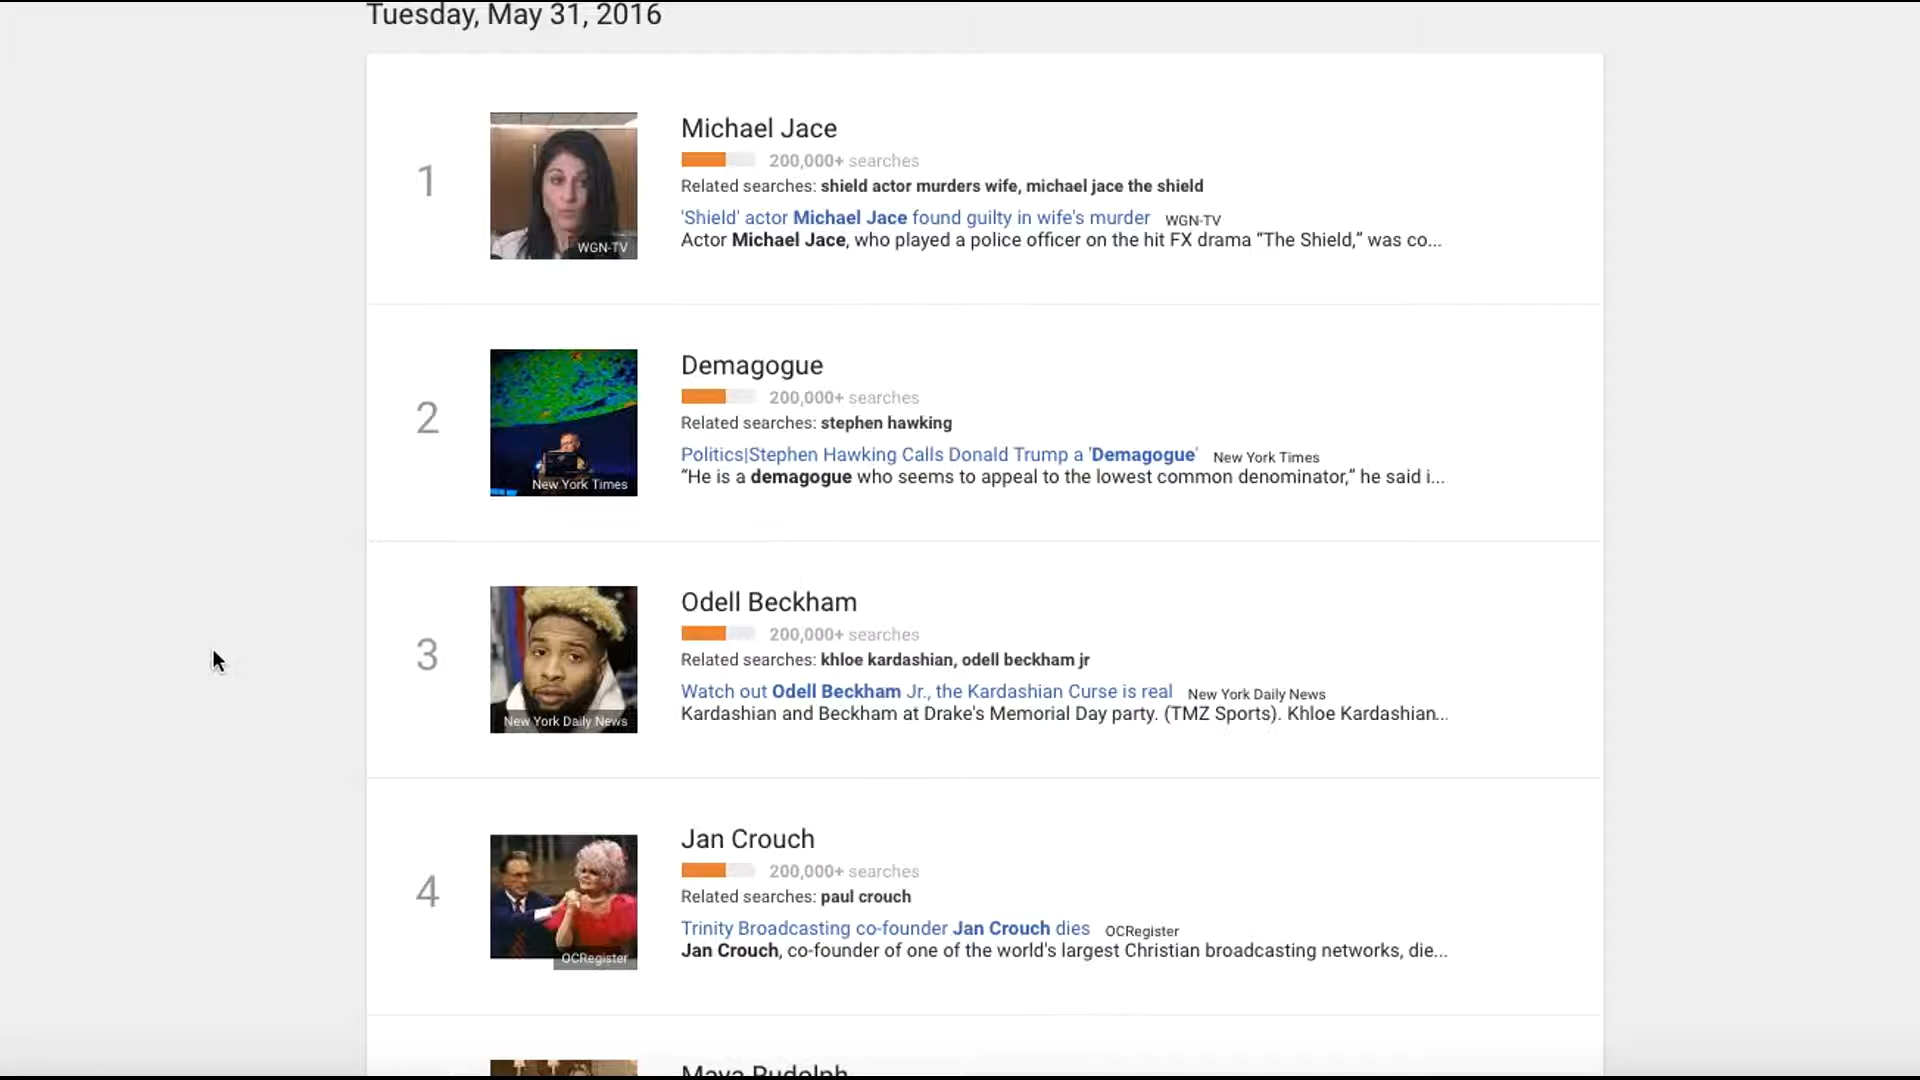 Tuesday, May 31, 2016
1
WGN-TV
Michael Jace
200,000+ searches
Related searches: shield actor murders wife, michael jace the shield
'Shield' actor Michael Jace found guilty in wife's murder WGN-TV
Actor Michael Jace, who played a police officer on the hit FX drama “The Shield,” was co...
2
New York Times
Demagogue
200,000+ searches
Related searches: stephen hawking
Politics|Stephen Hawking Calls Donald Trump a 'Demagogue' New York Times
“He is a demagogue who seems to appeal to the lowest common denominator,” he said i...
3
New York Daily News
Odell Beckham
200,000+ searches
Related searches: khloe kardashian, odell beckham jr
Watch out Odell Beckham Jr., the Kardashian Curse is real New York Daily News
Kardashian and Beckham at Drake's Memorial Day party. (TMZ Sports). Khloe Kardashian...
4
OCRegister
Jan Crouch
200,000+ searches
Related searches: paul crouch
Trinity Broadcasting co-founder Jan Crouch dies OCRegister
Jan Crouch, co-founder of one of the world's largest Christian broadcasting networks, die...
Maya Rudolph